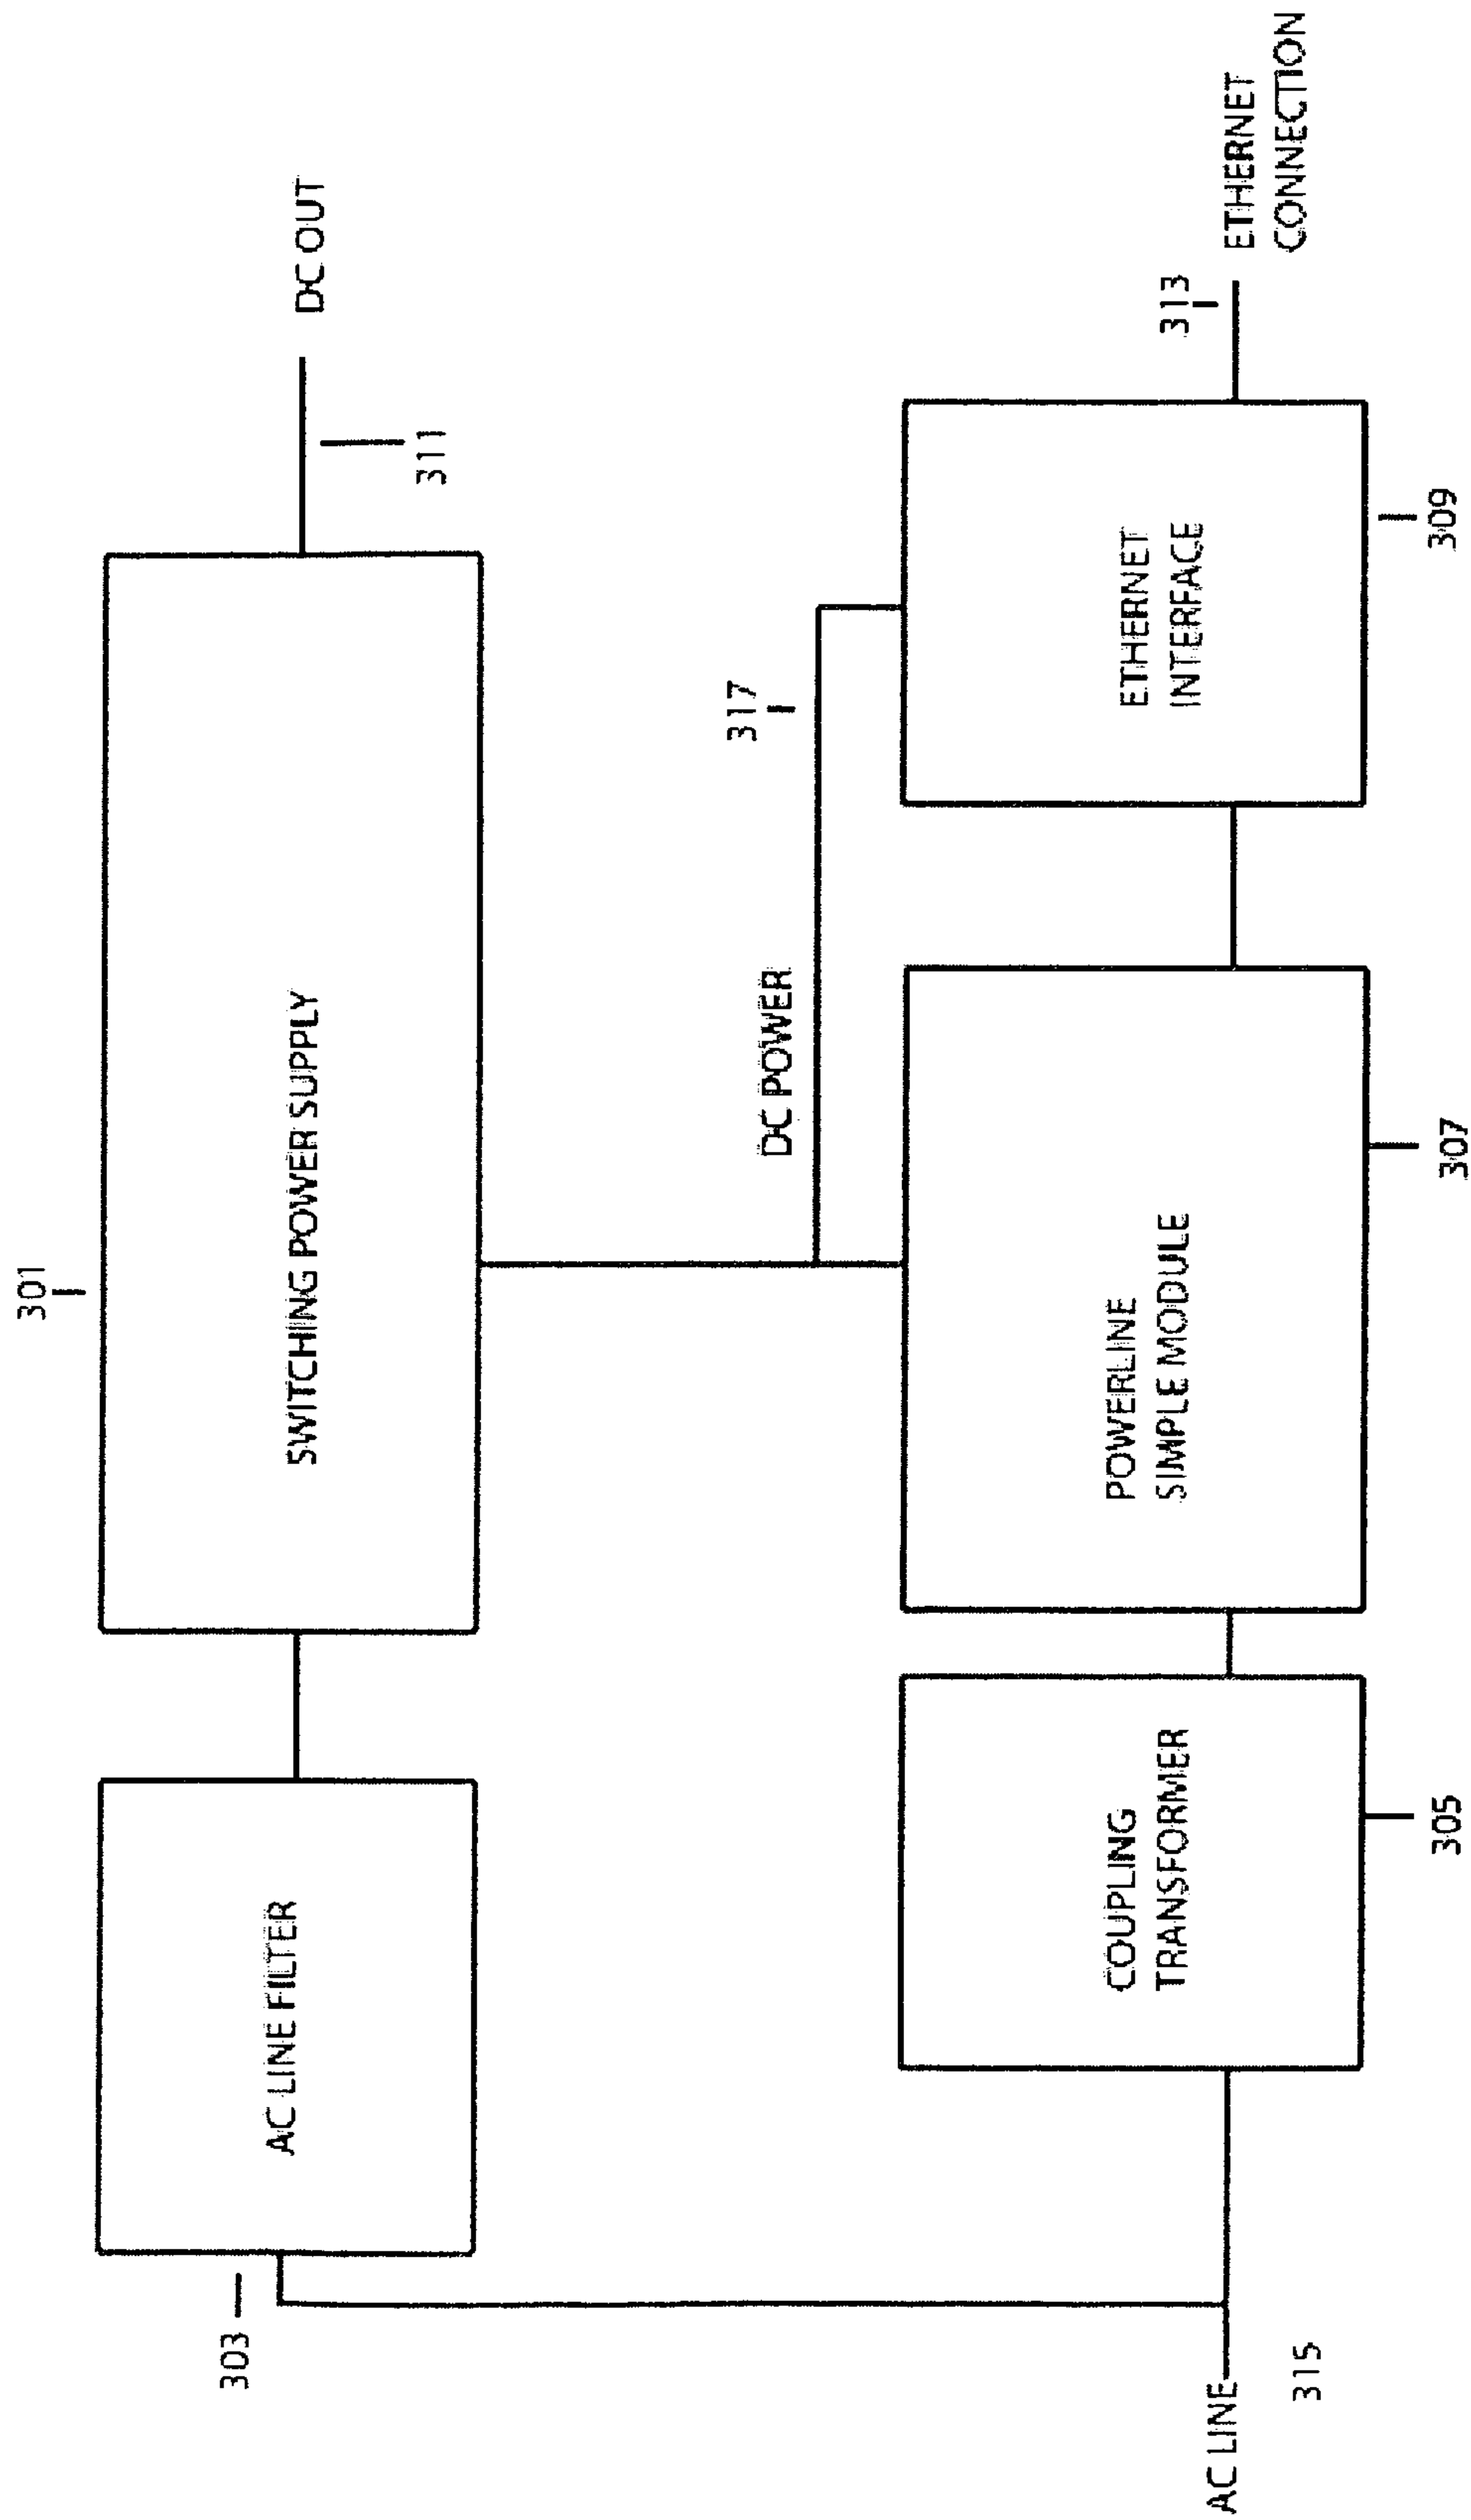 301
SWITCHING POWER SUPPLY
DC OUT
311
303
AC LINE FILTER
317
DC POWER
313
ETHERNET
CONNECTION
AC LINE
315
COUPLING
TRANSFORMER
305
POWERLINE
SIMPLE MODULE
307
ETHERNET
INTERFACE
309